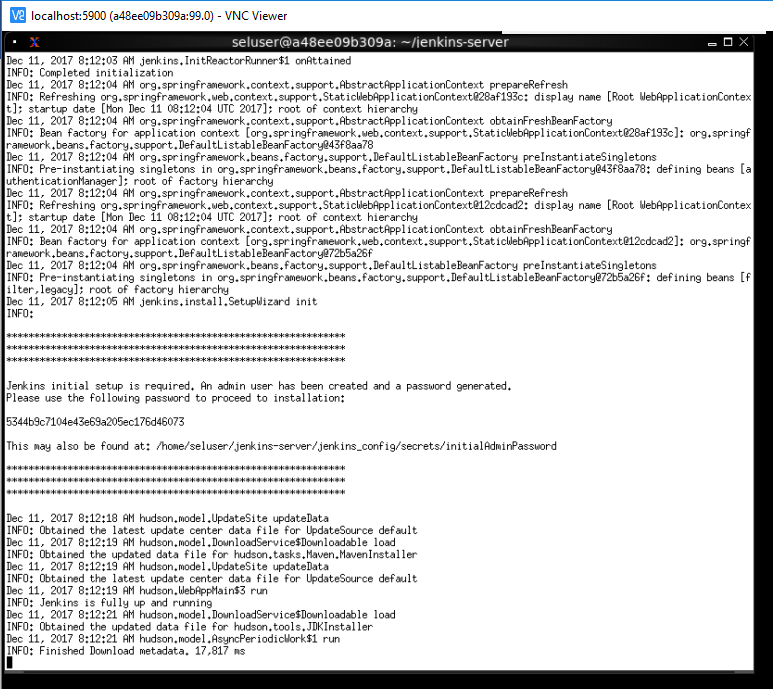 localhost:5900 (a48ee09b309a:99.0) - VNC Viewer
seluser@a48ee09b309a: ~/jenkins-server
Dec 11, 2017 8:12:03 AM jenkins.InitReactorRunner$1 onAttained
INFO: Completed initialization
Dec 11, 2017 8:12:04 AM org.springframework.context.support.AbstractApplicationContext prepareRefresh
INFO: Refreshing org.springframework.web.context.support.StaticWebApplicationContext@28af193c: display name [Root WebApplicationContex
t]; startup date [Mon Dec 11 08:12:04 UTC 2017]; root of context hierarchy
Dec 11, 2017 8:12:04 AM org.springframework.context.support.AbstractApplicationContext obtainFreshBeanFactory
INFO: Bean factory for application context [org.springframework.web.context.support.StaticWebApplicationContext@28af193c]: org.springf
ramework.beans.factory.support.DefaultListableBeanFactory@43f8aa78
Dec 11, 2017 8:12:04 AM org.springframework.beans.factory.support.DefaultListableBeanFactory preInstantiateSingletons
INFO: Pre-instantiating singletons in org.springframework.beans.factory.support.DefaultListableBeanFactory@43f8aa78: defining beans [a
uthenticationManager]; root of factory hierarchy
Dec 11, 2017 8:12:04 AM org.springframework.context.support.AbstractApplicationContext prepareRefresh
INFO: Refreshing org.springframework.web.context.support.StaticWebApplicationContext@12cdcad2: display name [Root WebApplicationContex
t]; startup date [Mon Dec 11 08:12:04 UTC 2017]; root of context hierarchy
Dec 11, 2017 8:12:04 AM org.springframework.context.support.AbstractApplicationContext obtainFreshBeanFactory
INFO: Bean factory for application context [org.springframework.web.context.support.StaticWebApplicationContext@12cdcad2]: org.springf
ramework.beans.factory.support.DefaultListableBeanFactory@72b5a26f
Dec 11, 2017 8:12:04 AM org.springframework.beans.factory.support.DefaultListableBeanFactory preInstantiateSingletons
INFO: Pre-instantiating singletons in org.springframework.beans.factory.support.DefaultListableBeanFactory@72b5a26f: defining beans [f
ilter,legacy]; root of factory hierarchy
Dec 11, 2017 8:12:05 AM jenkins.install.SetupWizard init
INFO:
*************************************************************
*************************************************************
*************************************************************
Jenkins initial setup is required. An admin user has been created and a password generated.
Please use the following password to proceed to installation:
5344b9c7104e43e69a205ec176d46073
This may also be found at: /home/seluser/jenkins-server/jenkins_config/secrets/initialAdminPassword
*************************************************************
*************************************************************
*************************************************************
Dec 11, 2017 8:12:18 AM hudson.model.UpdateSite updateData
INFO: Obtained the latest update center data file for UpdateSource default
Dec 11, 2017 8:12:19 AM hudson.model.DownloadService$Downloadable load
INFO: Obtained the updated data file for hudson.tasks.Maven.MavenInstaller
Dec 11, 2017 8:12:19 AM hudson.model.UpdateSite updateData
INFO: Obtained the latest update center data file for UpdateSource default
Dec 11, 2017 8:12:19 AM hudson.WebAppMain$3 run
INFO: Jenkins is fully up and running
Dec 11, 2017 8:12:21 AM hudson.model.DownloadService$Downloadable load
INFO: Obtained the updated data file for hudson.tools.JDKInstaller
Dec 11, 2017 8:12:21 AM hudson.model.AsyncPeriodicWork$1 run
INFO: Finished Download metadata. 17,817 ms